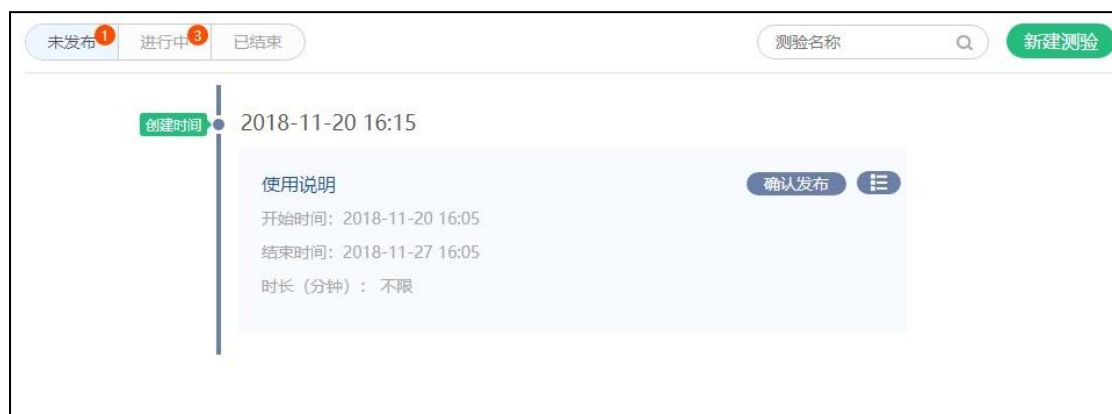 未发布 1 进行中 3 已结束 测验名称 新建测验
创建时间 2018-11-20 16:15
使用说明 确认发布
开始时间：2018-11-20 16:05
结束时间：2018-11-27 16:05
时长（分钟）： 不限